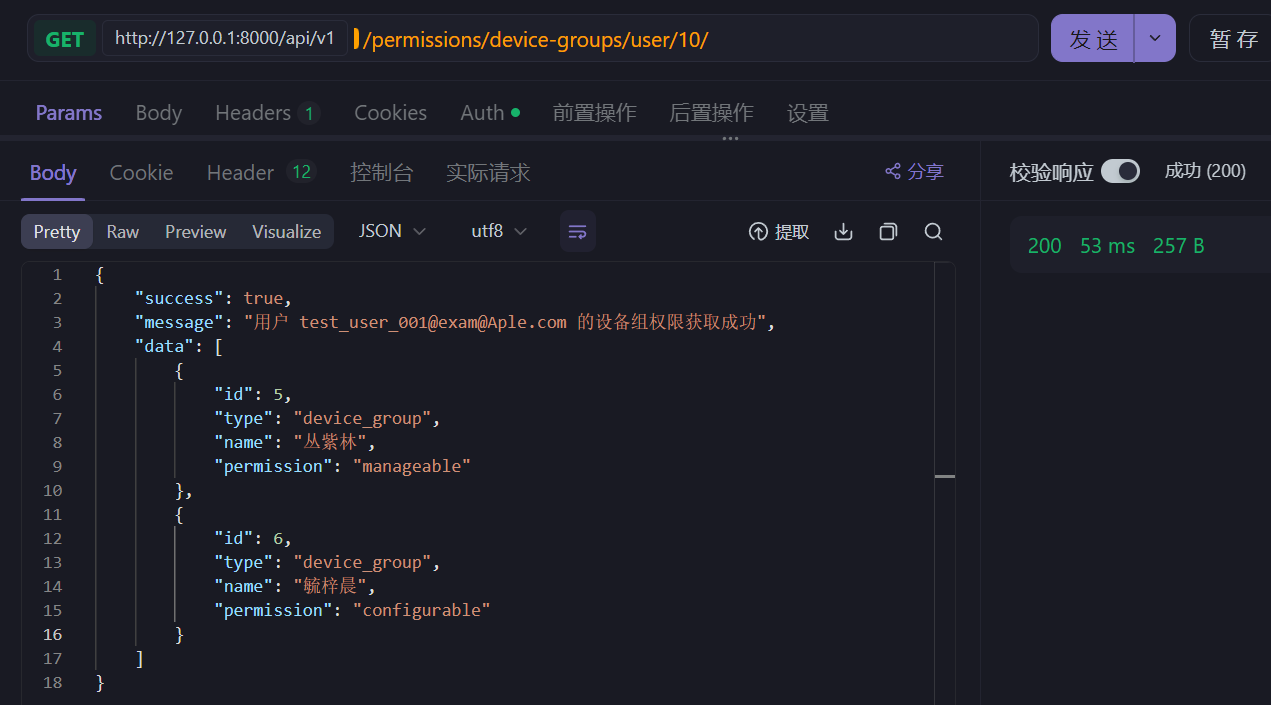 GET http://127.0.0.1:8000/api/v1 /permissions/device-groups/user/10/ 发送 暂存
Params Body Headers 1 Cookies Auth 前置操作 后置操作 设置
Body Cookie Header 12 控制台 实际请求 分享 校验响应 成功 (200)
Pretty Raw Preview Visualize JSON utf8 提取
200 53 ms 257 B
1 {
2 "success": true,
3 "message": "用户 test_user_001@exam@Aple.com 的设备组权限获取成功",
4 "data": [
5 {
6 "id": 5,
7 "type": "device_group",
8 "name": "丛紫林",
9 "permission": "manageable"
10 },
11 {
12 "id": 6,
13 "type": "device_group",
14 "name": "毓梓晨",
15 "permission": "configurable"
16 }
17 ]
18 }